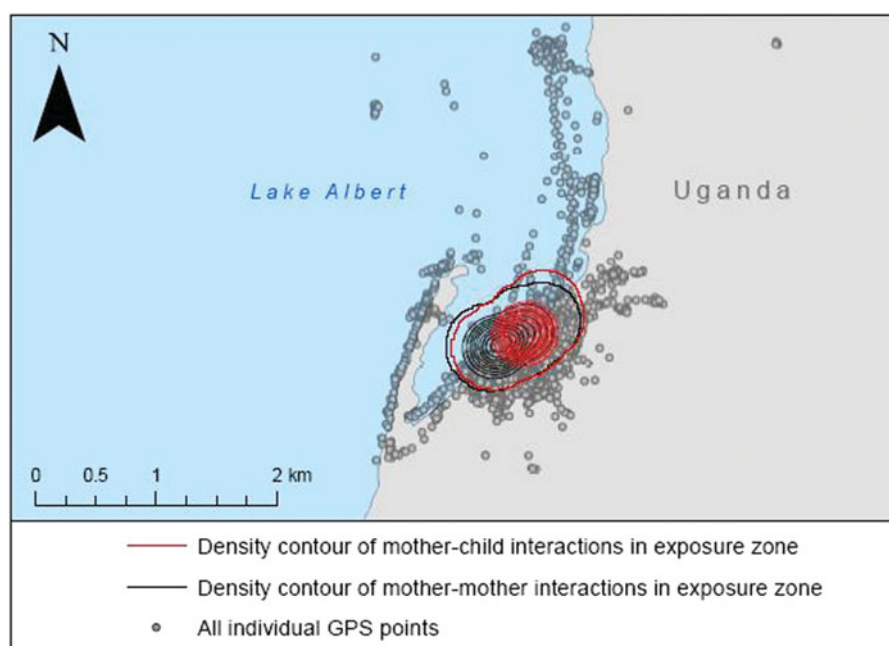 N
Lake Albert
Uganda
0 0.5 1 2 km
Density contour of mother-child interactions in exposure zone
Density contour of mother-mother interactions in exposure zone
All individual GPS points